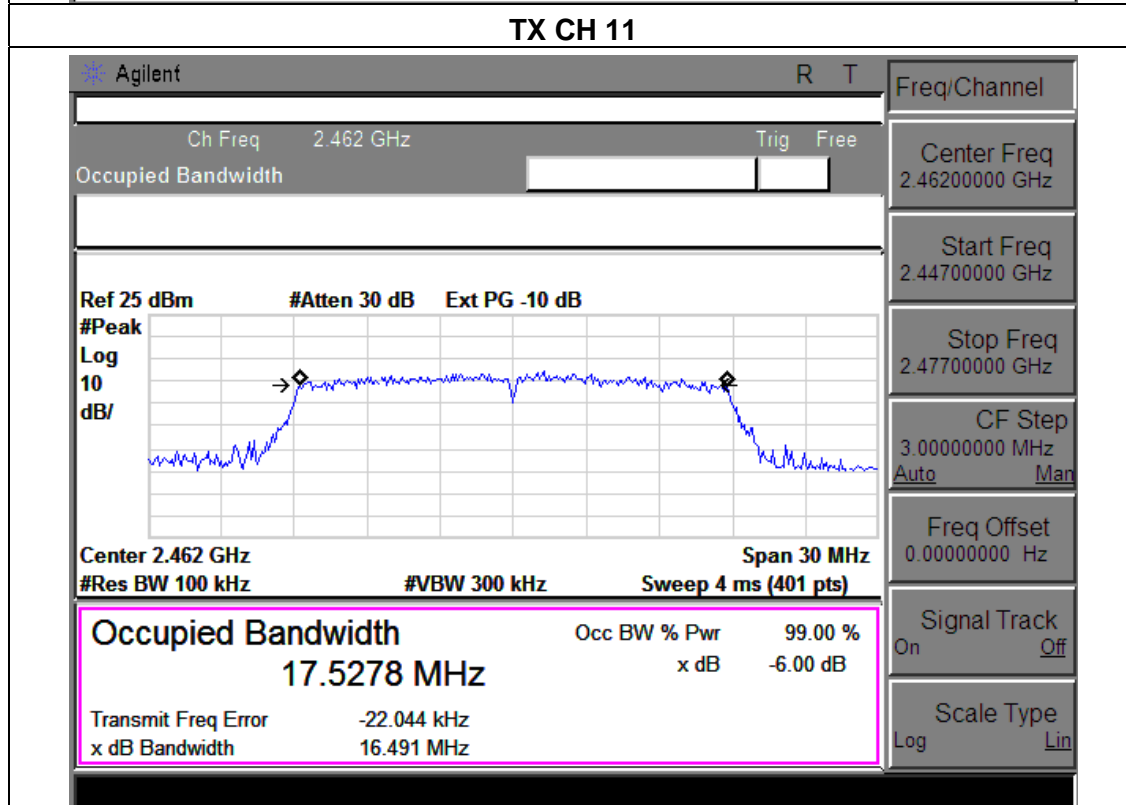 TX CH 11
Agilent R T
Ch Freq 2.462 GHz Trig Free
Occupied Bandwidth
Ref 25 dBm #Atten 30 dB Ext PG -10 dB
#Peak
Log
10
dB/
Center 2.462 GHz Span 30 MHz
#Res BW 100 kHz #VBW 300 kHz Sweep 4 ms (401 pts)
Occupied Bandwidth Occ BW % Pwr 99.00 %
17.5278 MHz x dB -6.00 dB
Transmit Freq Error -22.044 kHz
x dB Bandwidth 16.491 MHz
Freq/Channel
Center Freq
2.46200000 GHz
Start Freq
2.44700000 GHz
Stop Freq
2.47700000 GHz
CF Step
3.00000000 MHz
Auto Man
Freq Offset
0.00000000 Hz
Signal Track
On Off
Scale Type
Log Lin